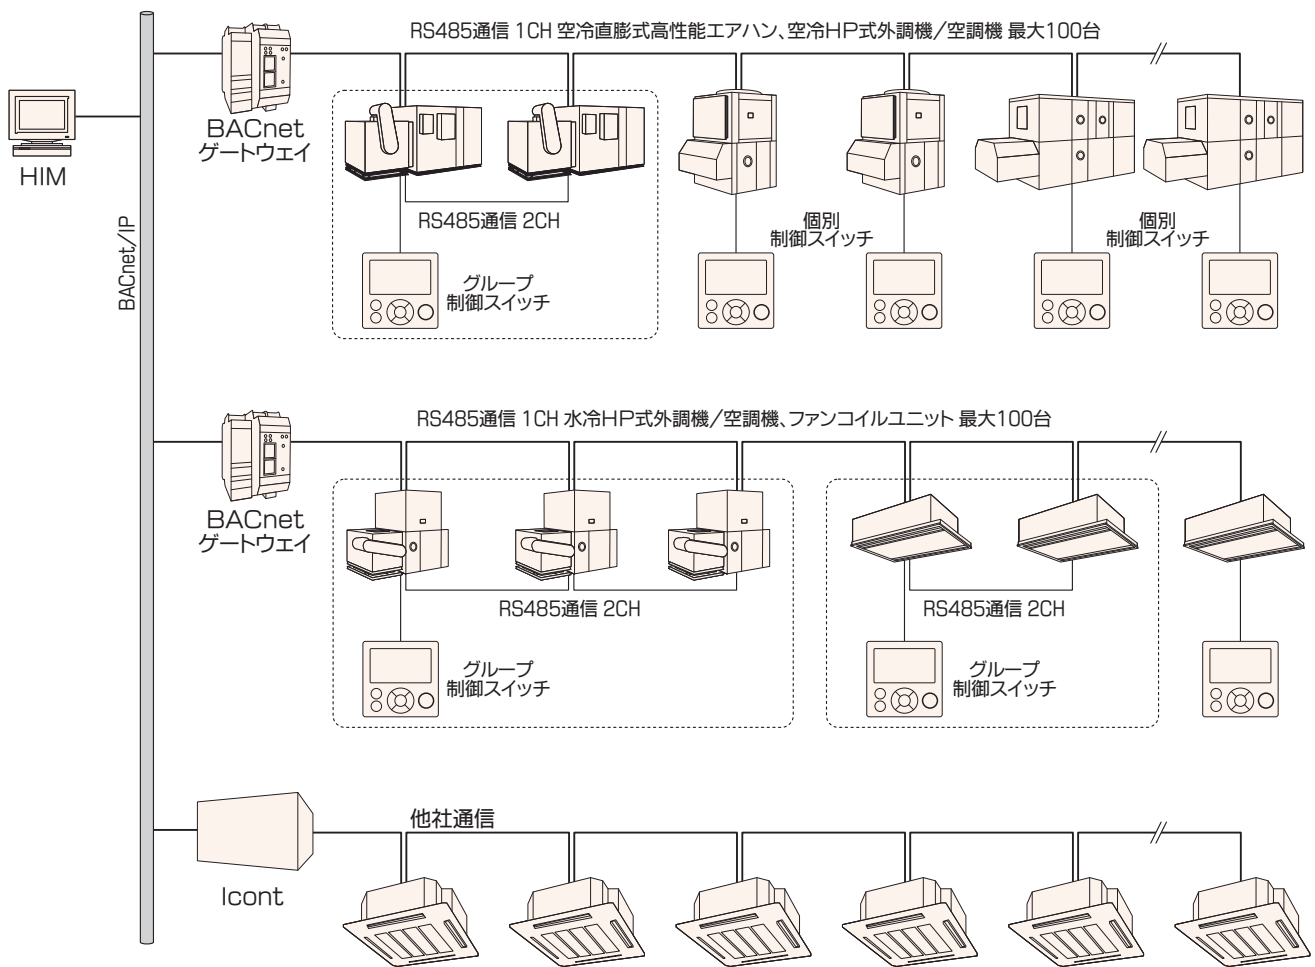 RS485通信 1CH 空冷直膨式高性能エアハン、空冷HP式外調機/空調機 最大100台
BACnet
ゲートウェイ
HIM
BACnet/IP
RS485通信 2CH
グループ
制御スイッチ
個別
制御スイッチ
個別
制御スイッチ
RS485通信 1CH 水冷HP式外調機/空調機、ファンコイルユニット 最大100台
BACnet
ゲートウェイ
RS485通信 2CH
グループ
制御スイッチ
RS485通信 2CH
グループ
制御スイッチ
他社通信
Icont